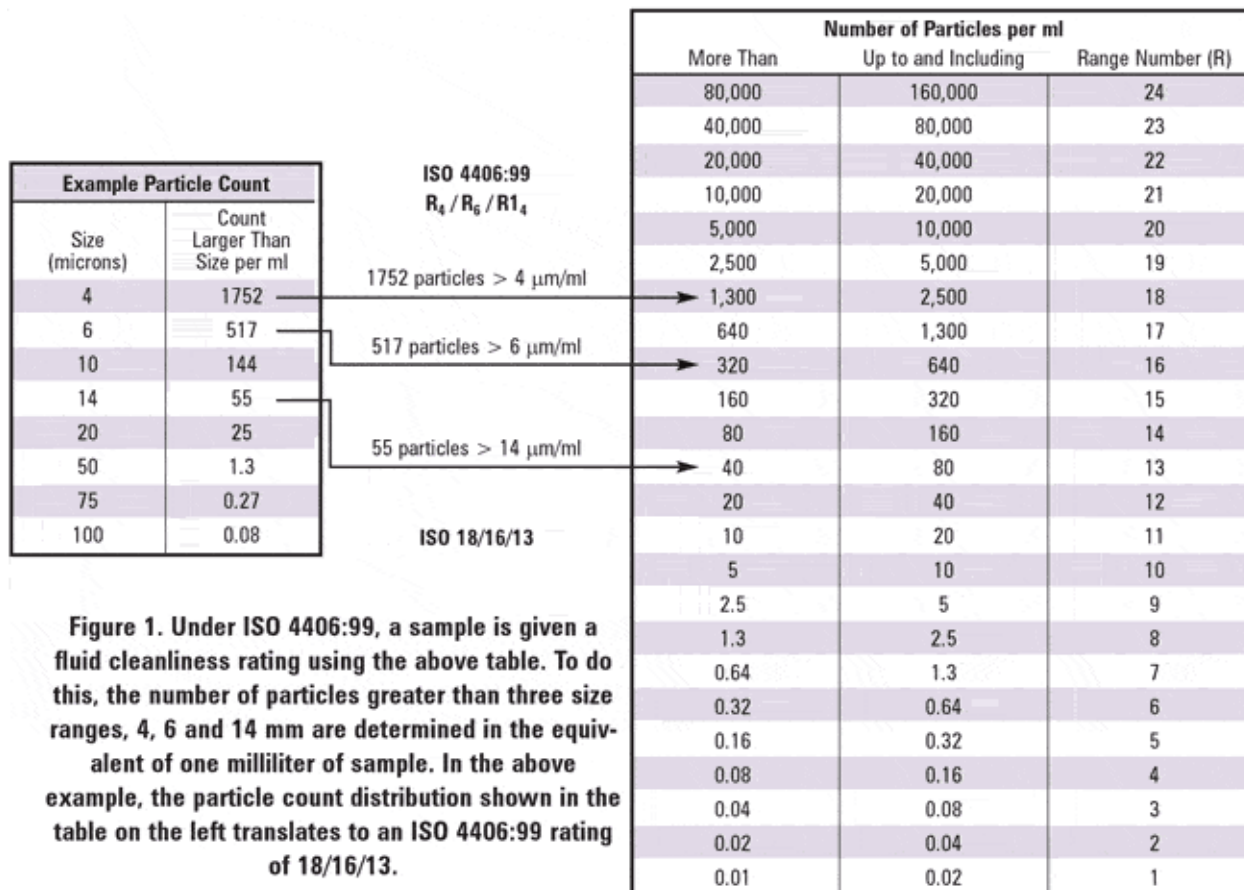 Number of Particles per ml
More Than Up to and Including Range Number (R)
80,000 160,000 24
40,000 80,000 23
20,000 40,000 22
10,000 20,000 21
5,000 10,000 20
2,500 5,000 19
1,300 2,500 18
640 1,300 17
320 640 16
160 320 15
80 160 14
40 80 13
20 40 12
10 20 11
5 10 10
2.5 5 9
1.3 2.5 8
0.64 1.3 7
0.32 0.64 6
0.16 0.32 5
0.08 0.16 4
0.04 0.08 3
0.02 0.04 2
0.01 0.02 1
Example Particle Count
Size
(microns)
Count
Larger Than
Size per ml
4 1752
6 517
10 144
14 55
20 25
50 1.3
75 0.27
100 0.08
ISO 4406:99
R₄ / R₆ / R1₄
1752 particles > 4 μm/ml
517 particles > 6 μm/ml
55 particles > 14 μm/ml
ISO 18/16/13
Figure 1. Under ISO 4406:99, a sample is given a
fluid cleanliness rating using the above table. To do
this, the number of particles greater than three size
ranges, 4, 6 and 14 mm are determined in the equiv-
alent of one milliliter of sample. In the above
example, the particle count distribution shown in the
table on the left translates to an ISO 4406:99 rating
of 18/16/13.